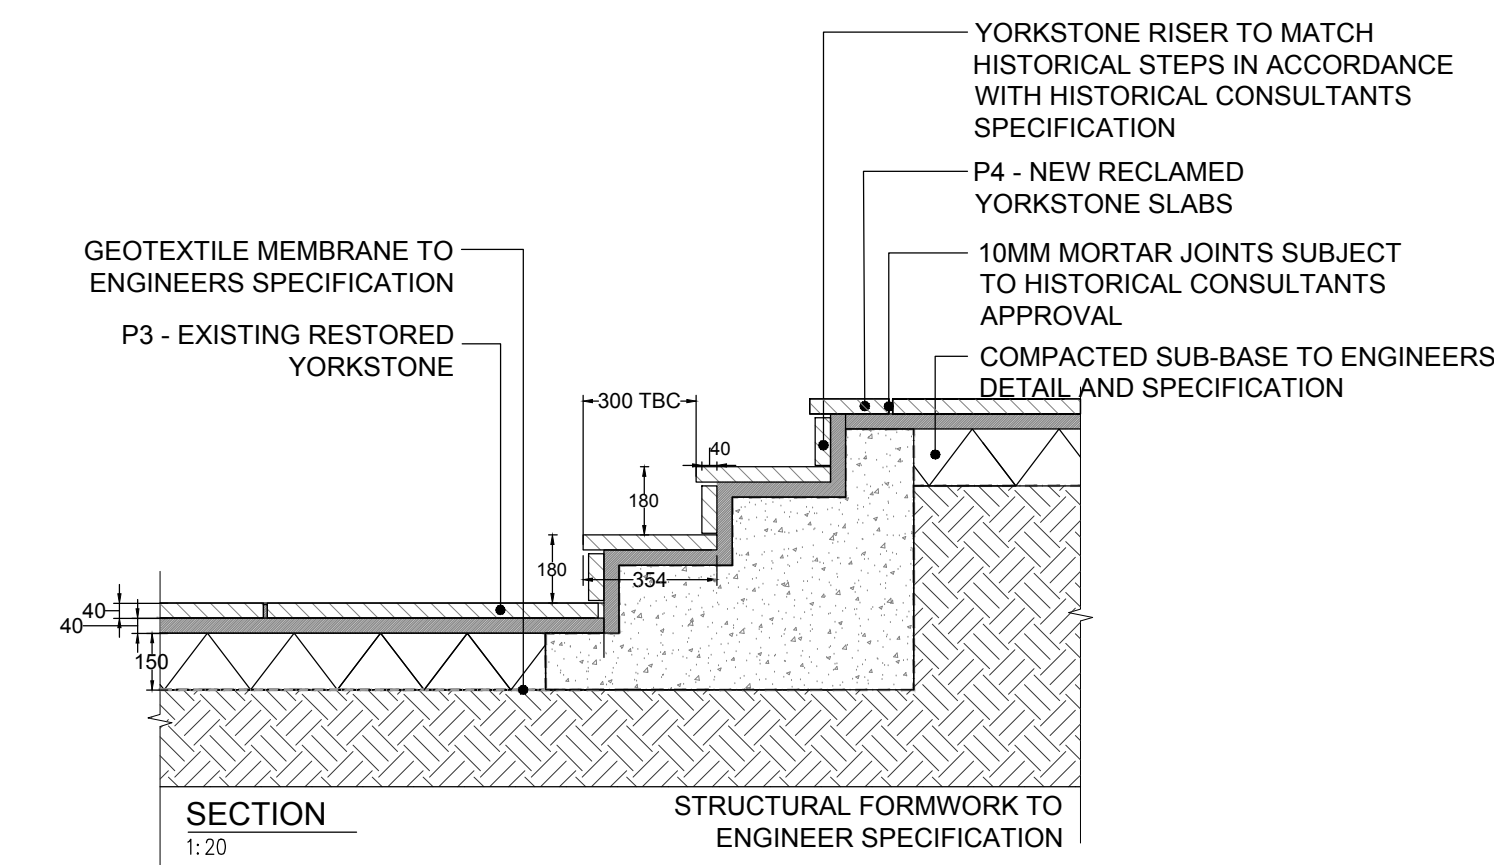 YORKSTONE RISER TO MATCH
HISTORICAL STEPS IN ACCORDANCE
WITH HISTORICAL CONSULTANTS
SPECIFICATION
P4 - NEW RECLAMED
YORKSTONE SLABS
GEOTEXTILE MEMBRANE TO
ENGINEERS SPECIFICATION
10MM MORTAR JOINTS SUBJECT
TO HISTORICAL CONSULTANTS
APPROVAL
P3 - EXISTING RESTORED
YORKSTONE
COMPACTED SUB-BASE TO ENGINEERS
DETAIL AND SPECIFICATION
300 TBC
40
180
180
354
40
40
150
SECTION
1:20
STRUCTURAL FORMWORK TO
ENGINEER SPECIFICATION